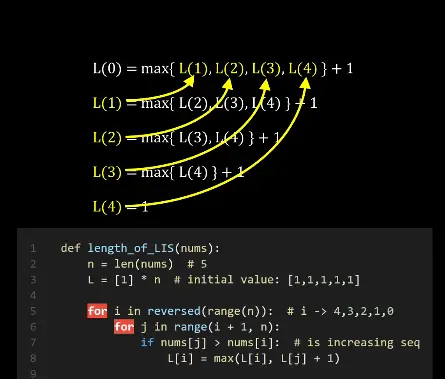 L(0) = max{ L(1), L(2), L(3), L(4) } + 1
L(1) = max{ L(2), L(3), L(4) } + 1
L(2) = max{ L(3), L(4) } + 1
L(3) = max{ L(4) } + 1
L(4) = 1
1 def length_of_LIS(nums):
2     n = len(nums)  # 5
3     L = [1] * n  # initial value: [1,1,1,1,1]
4
5     for i in reversed(range(n)):  # i -> 4,3,2,1,0
6         for j in range(i + 1, n):
7             if nums[j] > nums[i]:  # is increasing seq
8                 L[i] = max(L[i], L[j] + 1)
9